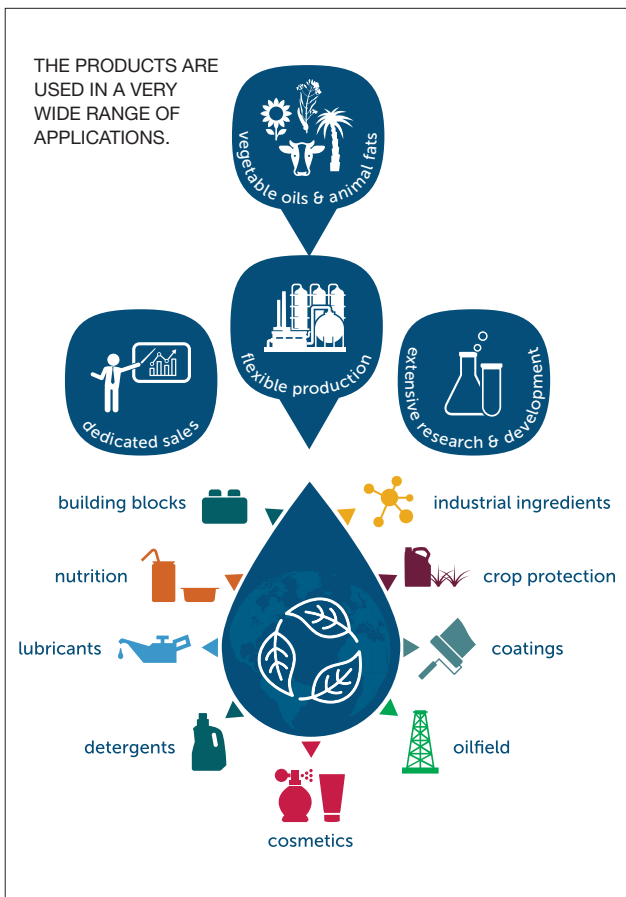 THE PRODUCTS ARE
USED IN A VERY
WIDE RANGE OF
APPLICATIONS.
vegetable oils & animal fats
flexible production
dedicated sales
extensive research & development
building blocks
industrial ingredients
nutrition
crop protection
lubricants
coatings
detergents
oilfield
cosmetics